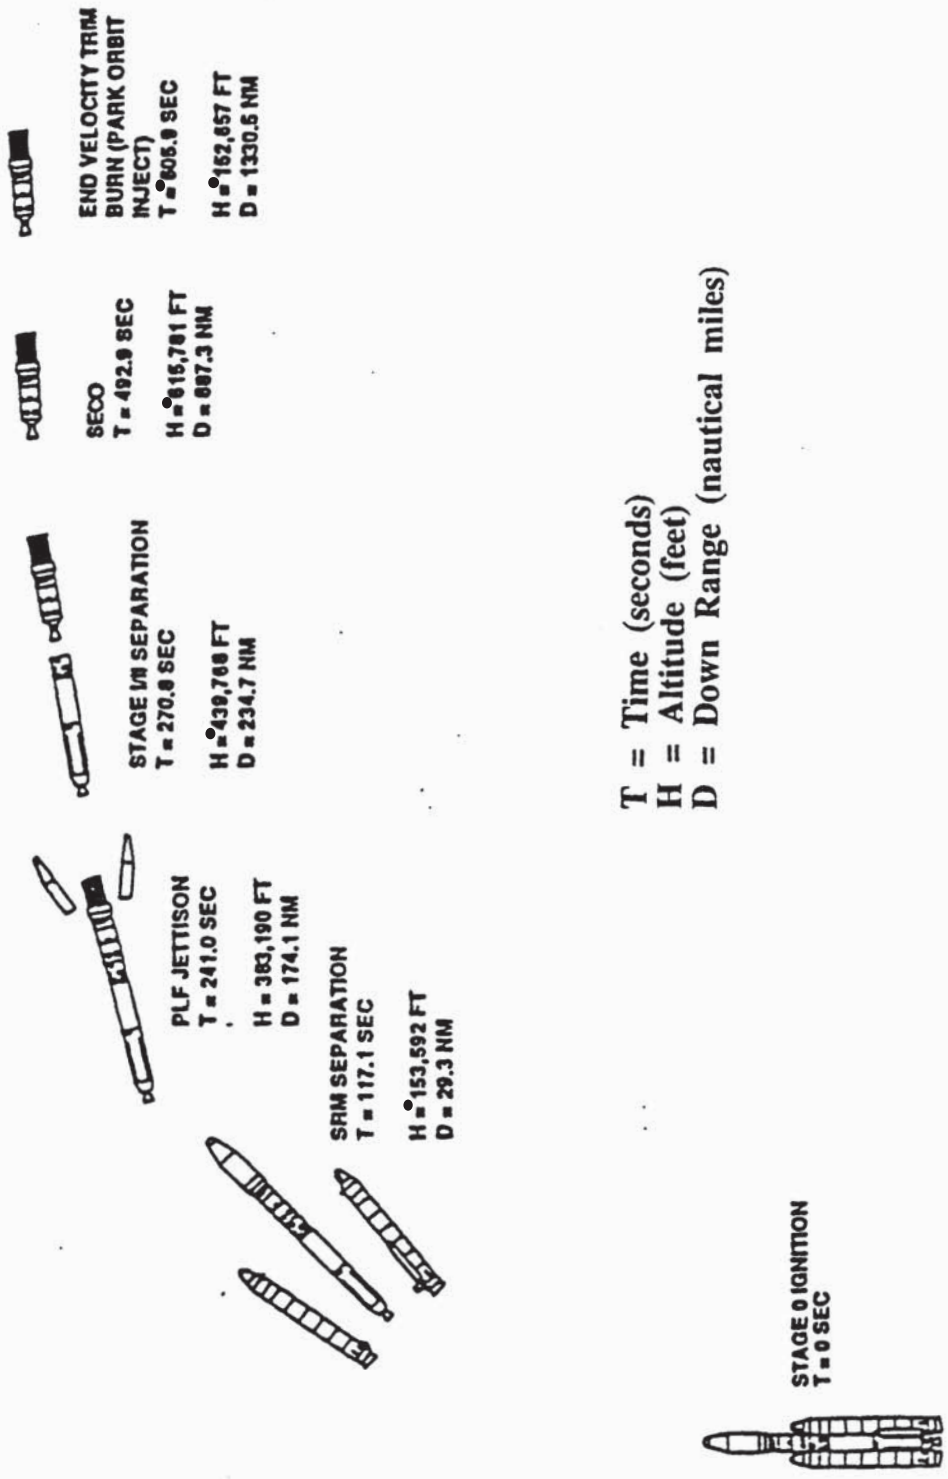 STAGE 0 IGNITION
T = 0 SEC
SRM SEPARATION
T = 117.1 SEC
H = 153,592 FT
D = 29.3 NM
PLF JETTISON
T = 241.0 SEC
H = 383,190 FT
D = 174.1 NM
STAGE I/II SEPARATION
T = 270.8 SEC
H = 439,768 FT
D = 234.7 NM
SECO
T = 492.9 SEC
H = 615,781 FT
D = 887.3 NM
END VELOCITY TRIM
BURN (PARK ORBIT
INJECT)
T = 605.9 SEC
H = 152,657 FT
D = 1330.5 NM
T = Time (seconds)
H = Altitude (feet)
D = Down Range (nautical miles)